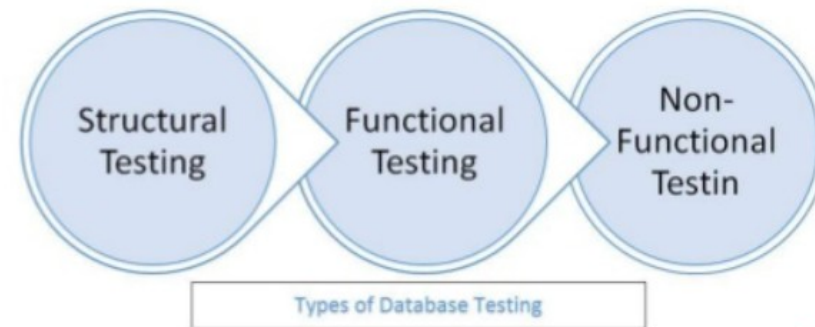 Structural
Testing
Functional
Testing
Non-
Functional
Testin
Types of Database Testing